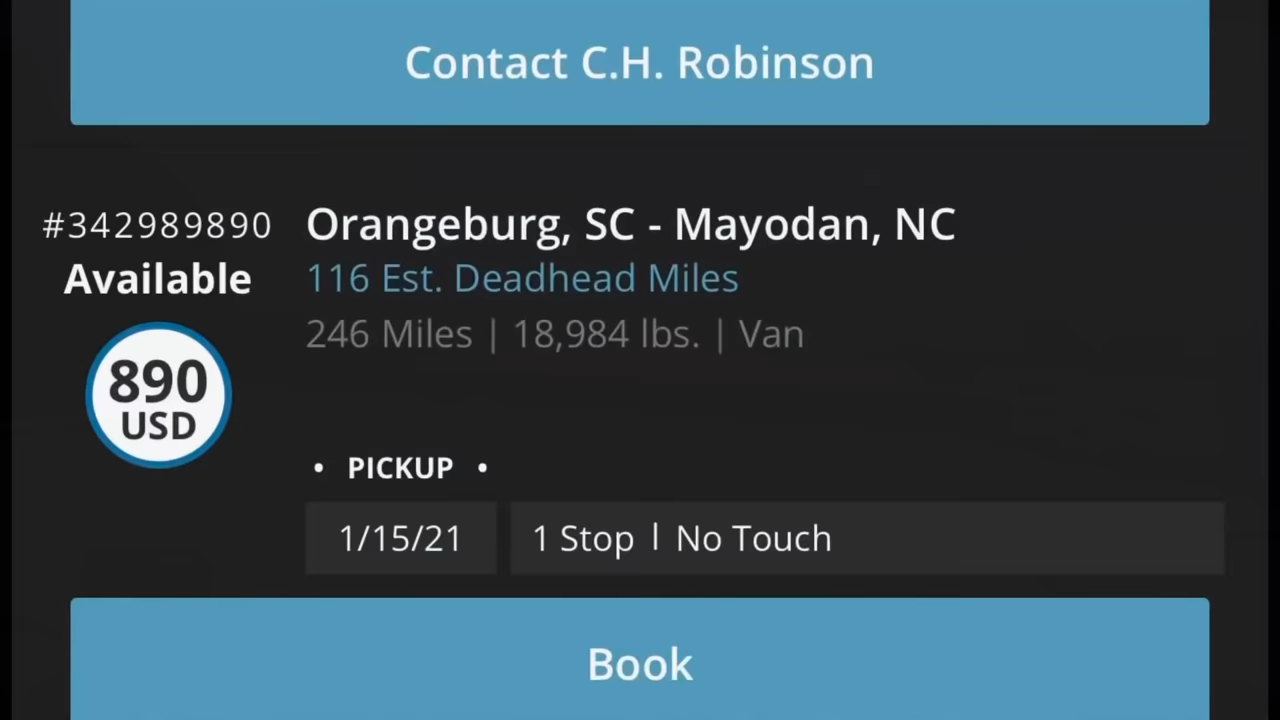 Contact C.H. Robinson
#342989890
Available
890
USD
Orangeburg, SC - Mayodan, NC
116 Est. Deadhead Miles
246 Miles | 18,984 lbs. | Van
• PICKUP •
1/15/21
1 Stop | No Touch
Book